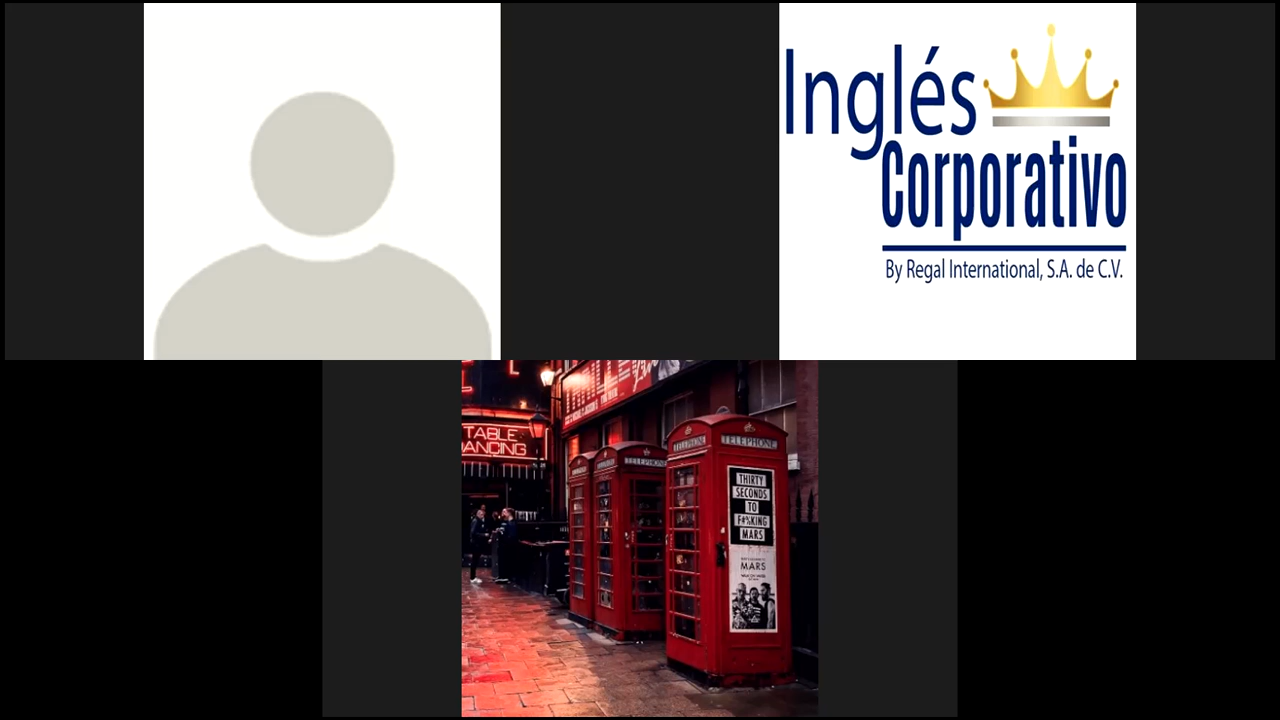 Inglés
Corporativo
By Regal International, S.A. de C.V.
TABLE
DANCING
TELEPHONE
TELEPHONE
TELEPHONE
THIRTY
SECONDS
TO
F#%KING
MARS
MARS